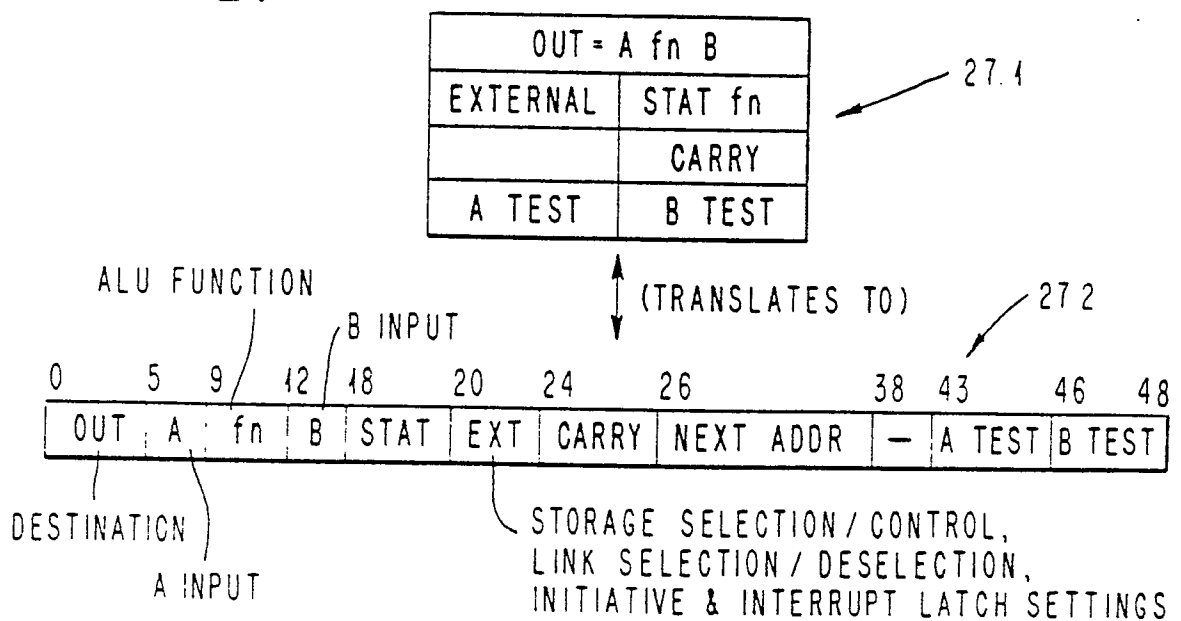 OUT = A fn B
27.1
EXTERNAL STAT fn
CARRY
A TEST B TEST
ALU FUNCTION
(TRANSLATES TO)
B INPUT
272
0 5 9 12 18 20 24 26 38 43 46 48
OUT A fn B STAT EXT CARRY NEXT ADDR — A TEST B TEST
DESTINATION
A INPUT
STORAGE SELECTION / CONTROL,
LINK SELECTION / DESELECTION,
INITIATIVE & INTERRUPT LATCH SETTINGS